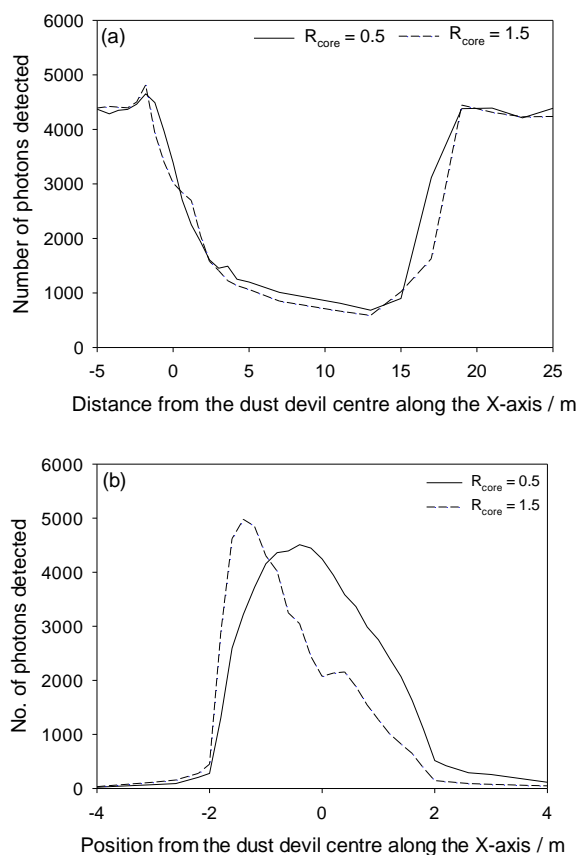 (a)
R_core = 0.5
R_core = 1.5
Number of photons detected
6000
5000
4000
3000
2000
1000
0
-5 0 5 10 15 20 25
Distance from the dust devil centre along the X-axis / m
(b)
R_core = 0.5
R_core = 1.5
No. of photons detected
6000
5000
4000
3000
2000
1000
0
-4 -2 0 2 4
Position from the dust devil centre along the X-axis / m